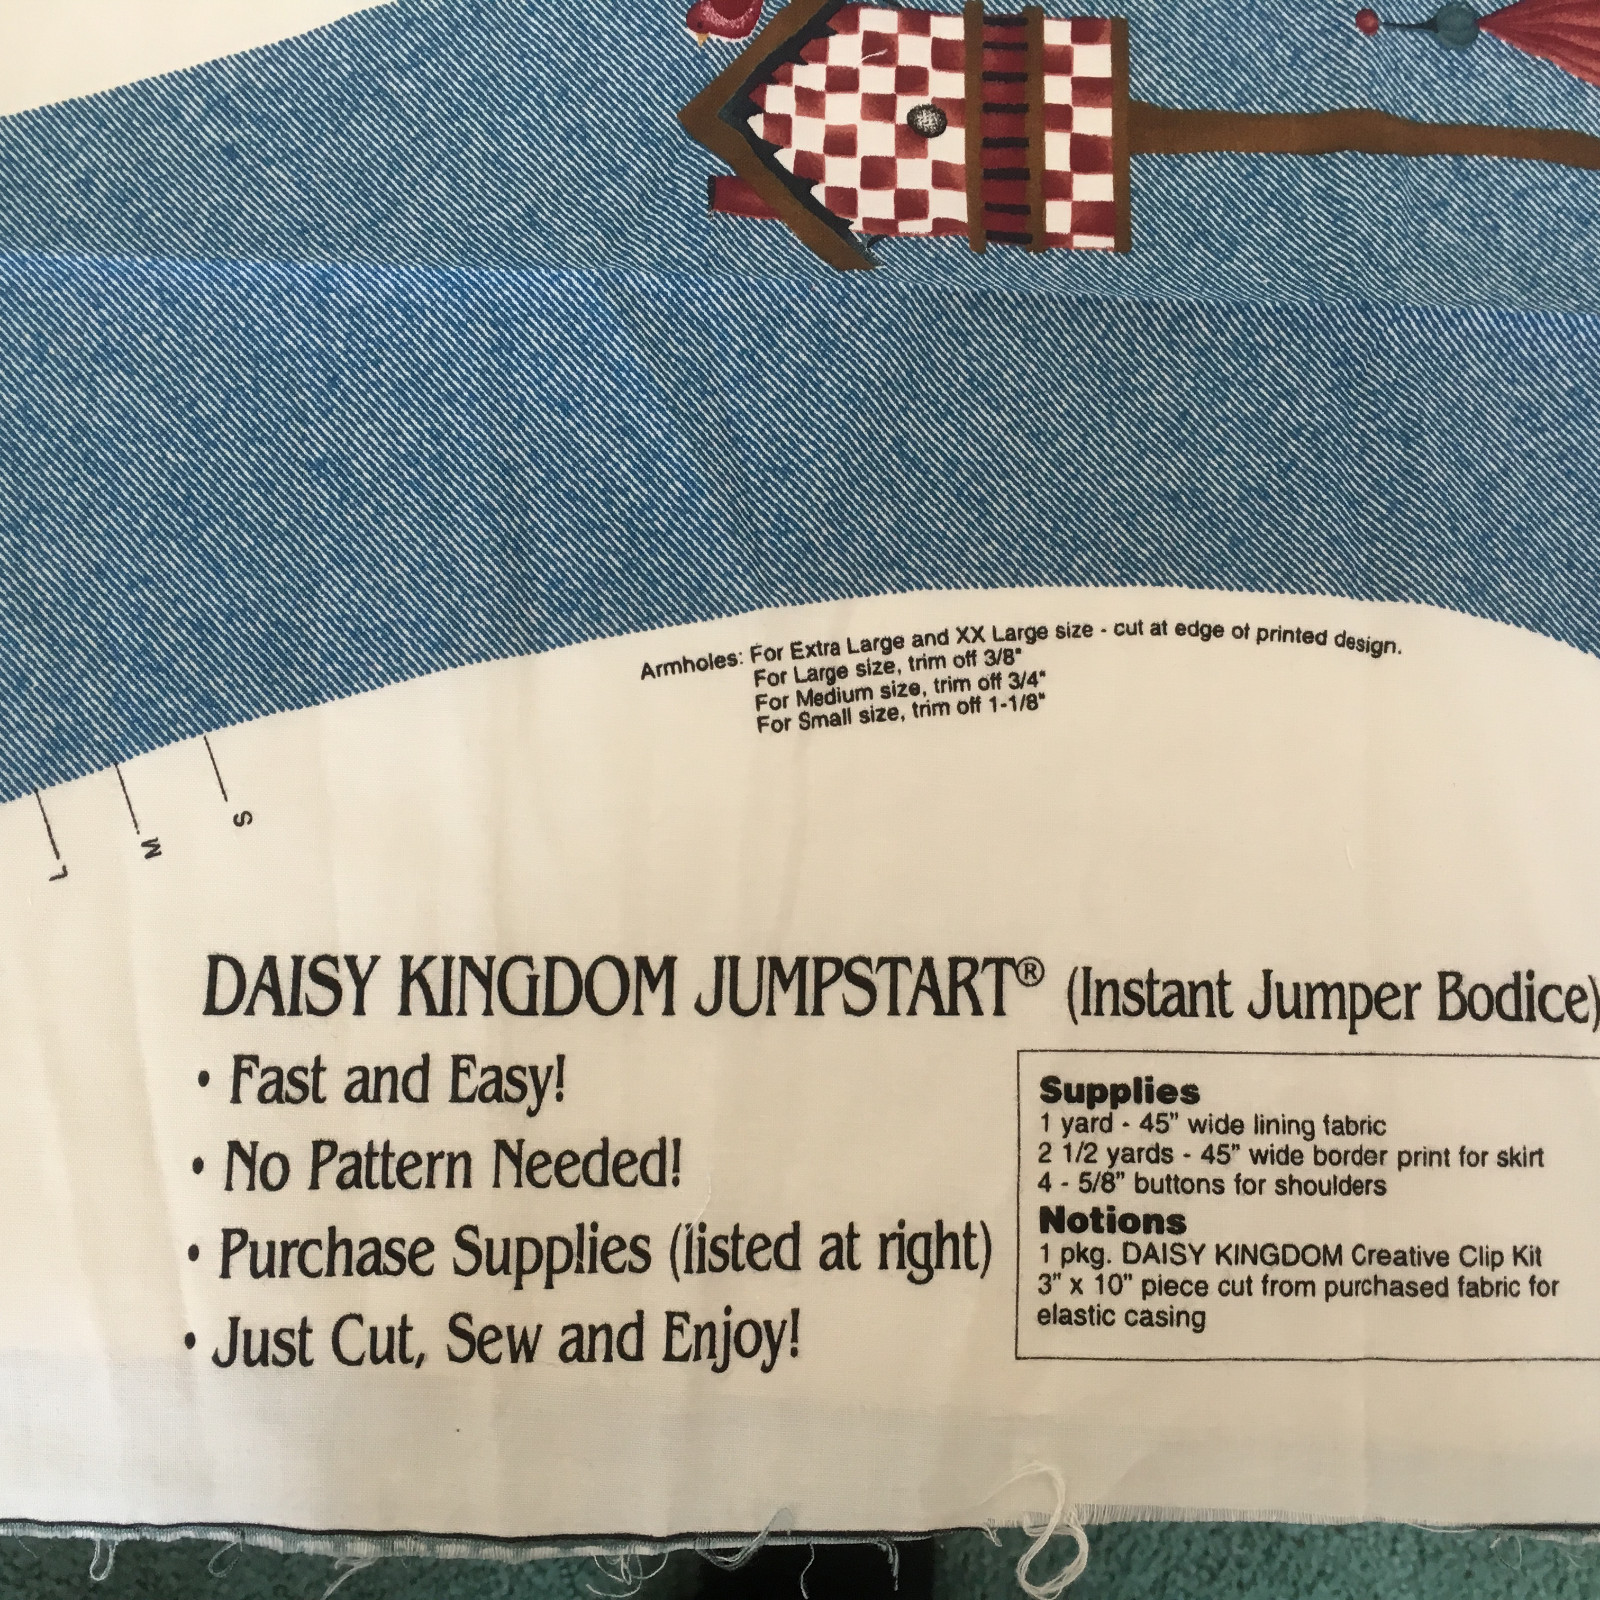 Armholes: For Extra Large and XX Large size - cut at edge of printed design.
For Large size, trim off 3/8"
For Medium size, trim off 3/4"
For Small size, trim off 1-1/8"
S
M
L
DAISY KINGDOM JUMPSTART® (Instant Jumper Bodice)
• Fast and Easy!
• No Pattern Needed!
• Purchase Supplies (listed at right)
• Just Cut, Sew and Enjoy!
Supplies
1 yard - 45" wide lining fabric
2 1/2 yards - 45" wide border print for skirt
4 - 5/8" buttons for shoulders
Notions
1 pkg. DAISY KINGDOM Creative Clip Kit
3" x 10" piece cut from purchased fabric for
elastic casing